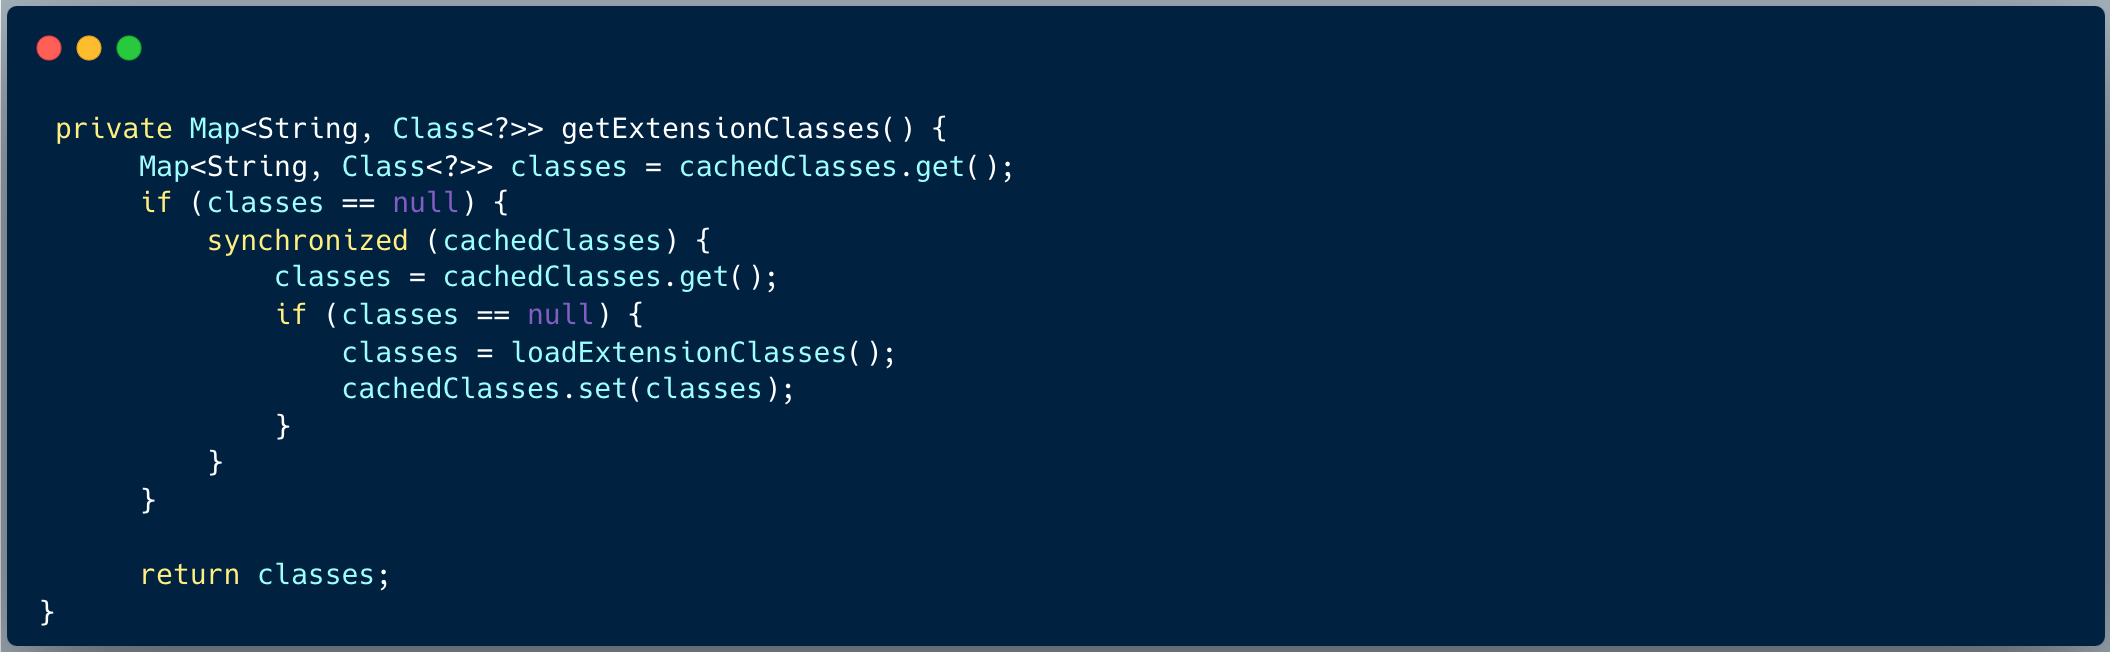 private Map<String, Class<?>> getExtensionClasses() {
Map<String, Class<?>> classes = cachedClasses.get();
if (classes == null) {
synchronized (cachedClasses) {
classes = cachedClasses.get();
if (classes == null) {
classes = loadExtensionClasses();
cachedClasses.set(classes);
}
}
}
return classes;
}